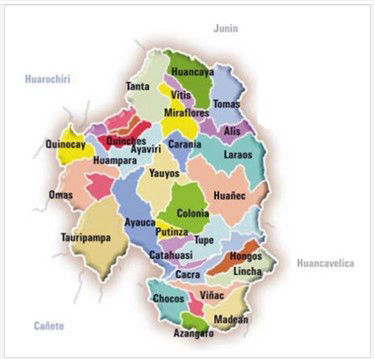 Junin
Huancaya
Huarochiri
Tanta
Vitis
Tomas
Miraflores
Alis
Quinocay
Quinches
Ayaviri
Carania
Laraos
Huampara
Yauyos
Omas
Huañec
Ayauca
Colonia
Tauripampa
Putinza
Tupe
Catahuasi
Hongos
Huancavelica
Cacra
Lincha
Chocos
Viñac
Cañete
Madean
Azangaro